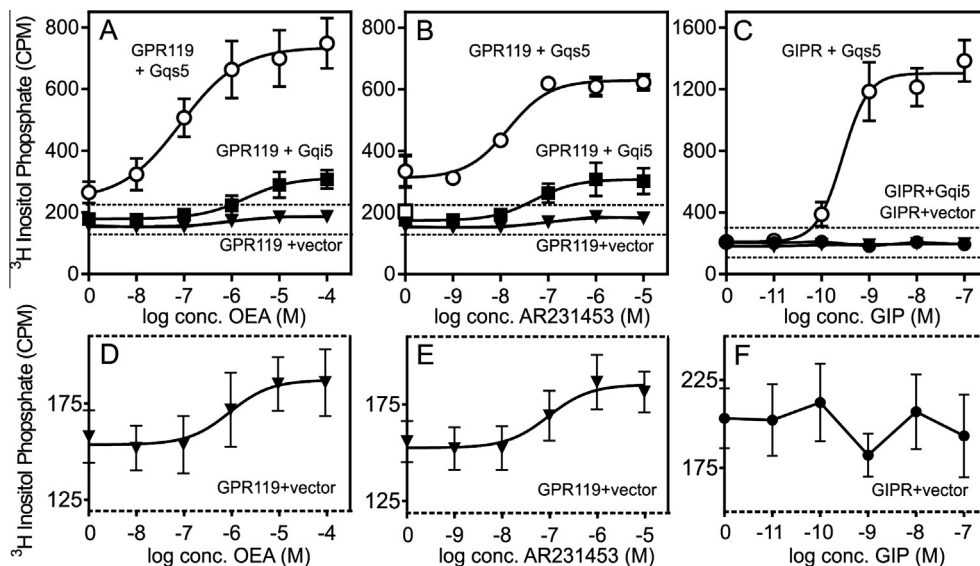 A
B
C
D
E
F
³H Inositol Phopsphate (CPM)
800
600
400
200
0
GPR119
+ Gqs5
GPR119 + Gqi5
GPR119 +vector
0 -8 -7 -6 -5 -4
log conc. OEA (M)
800
600
400
200
0
GPR119 + Gqs5
GPR119 + Gqi5
GPR119+vector
0 -9 -8 -7 -6 -5
log conc. AR231453 (M)
1600
1200
800
400
0
GIPR + Gqs5
GIPR+Gqi5
GIPR+vector
0 -11 -10 -9 -8 -7
log conc. GIP (M)
³H Inositol Phopsphate (CPM)
175
125
GPR119+vector
0 -8 -7 -6 -5 -4
log conc. OEA (M)
175
125
GPR119+vector
0 -9 -8 -7 -6 -5
log conc. AR231453 (M)
225
175
GIPR+vector
0 -11 -10 -9 -8 -7
log conc. GIP (M)